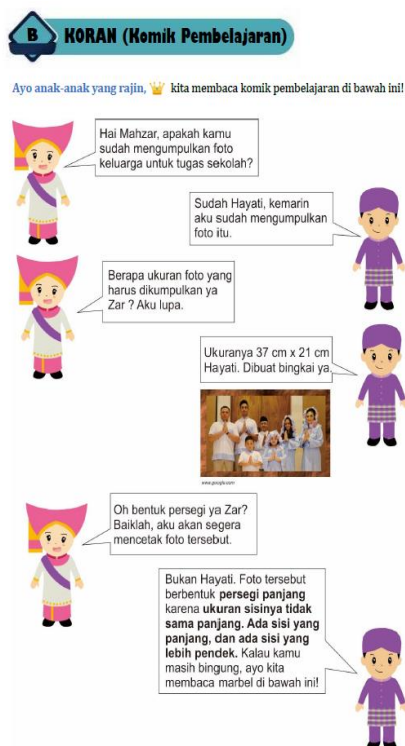 B KORAN (Komik Pembelajaran)
Ayo anak-anak yang rajin, kita membaca komik pembelajaran di bawah ini!
Hai Mahzar, apakah kamu
sudah mengumpulkan foto
keluarga untuk tugas sekolah?
Sudah Hayati, kemarin
aku sudah mengumpulkan
foto itu.
Berapa ukuran foto yang
harus dikumpulkan ya
Zar ? Aku lupa.
Ukuranya 37 cm x 21 cm
Hayati. Dibuat bingkai ya.
www.google.com
Oh bentuk persegi ya Zar?
Baiklah, aku akan segera
mencetak foto tersebut.
Bukan Hayati. Foto tersebut
berbentuk persegi panjang
karena ukuran sisinya tidak
sama panjang. Ada sisi yang
panjang, dan ada sisi yang
lebih pendek. Kalau kamu
masih bingung, ayo kita
membaca marbel di bawah ini!